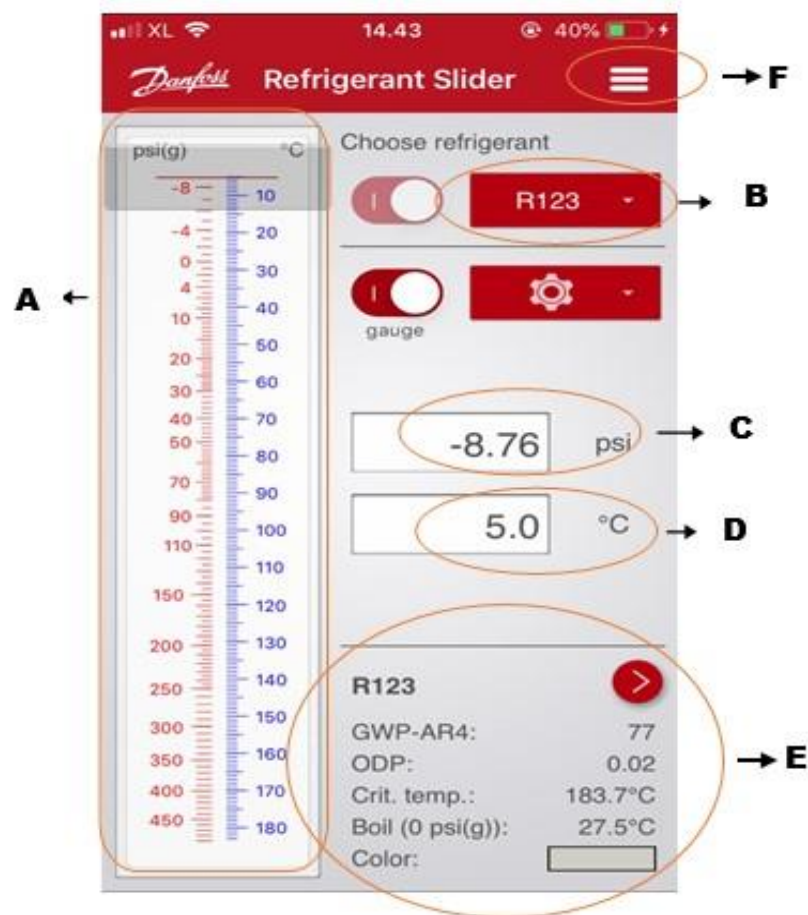 XL 14.43 40%
Danfoss Refrigerant Slider
F
psi(g) °C
-8
-4
0
4
10
20
30
40
50
70
90
110
150
200
250
300
350
400
450
10
20
30
40
50
60
70
80
90
100
110
120
130
140
150
160
170
180
A
Choose refrigerant
I R123
B
I
gauge
-8.76 psi
C
5.0 °C
D
R123
GWP-AR4: 77
ODP: 0.02
Crit. temp.: 183.7°C
Boil (0 psi(g)): 27.5°C
Color:
E